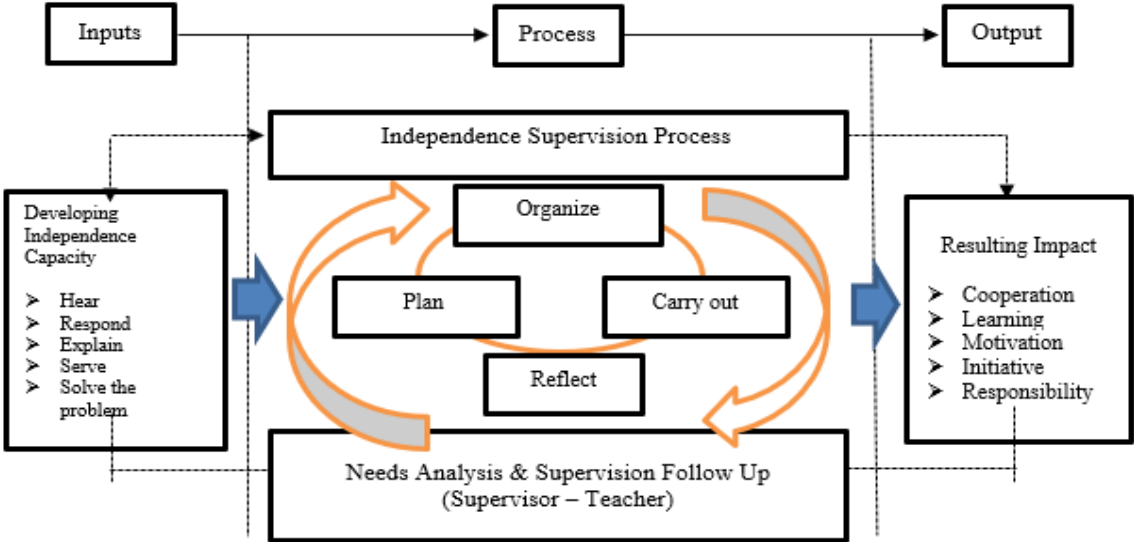 Inputs
Process
Output
Independence Supervision Process
Developing
Independence
Capacity
➢ Hear
➢ Respond
➢ Explain
➢ Serve
➢ Solve the
problem
Organize
Plan
Carry out
Reflect
Resulting Impact
➢ Cooperation
➢ Learning
➢ Motivation
➢ Initiative
➢ Responsibility
Needs Analysis & Supervision Follow Up
(Supervisor – Teacher)